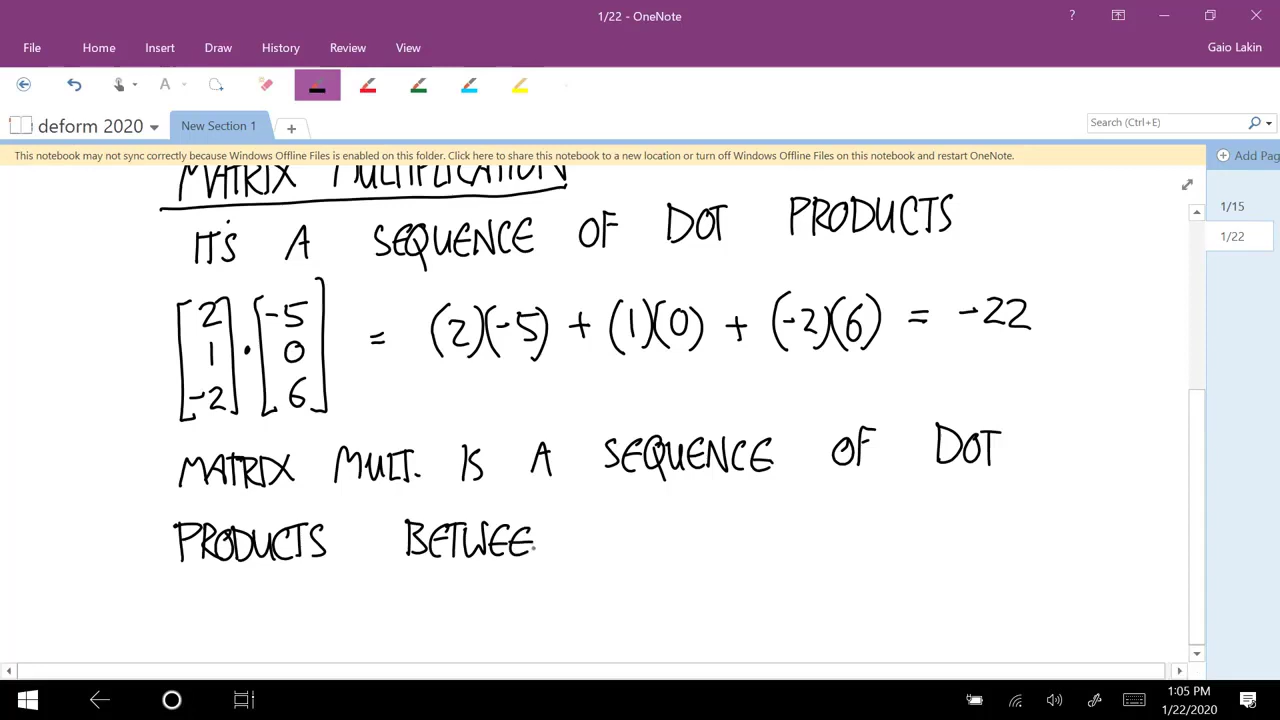 1/22 - OneNote
?
File Home Insert Draw History Review View Gaio Lakin
A
deform 2020 New Section 1 + Search (Ctrl+E)
This notebook may not sync correctly because Windows Offline Files is enabled on this folder. Click here to share this notebook to a new location or turn off Windows Offline Files on this notebook and restart OneNote.
Add Pag
1/15
1/22
MATRIX MULTIPLICATION
IT'S A SEQUENCE OF DOT PRODUCTS
[2 1 -2] · [-5 0 6] = (2)(-5) + (1)(0) + (-2)(6) = -22
MATRIX MULT. IS A SEQUENCE OF DOT
PRODUCTS BETWEE
1:05 PM
1/22/2020